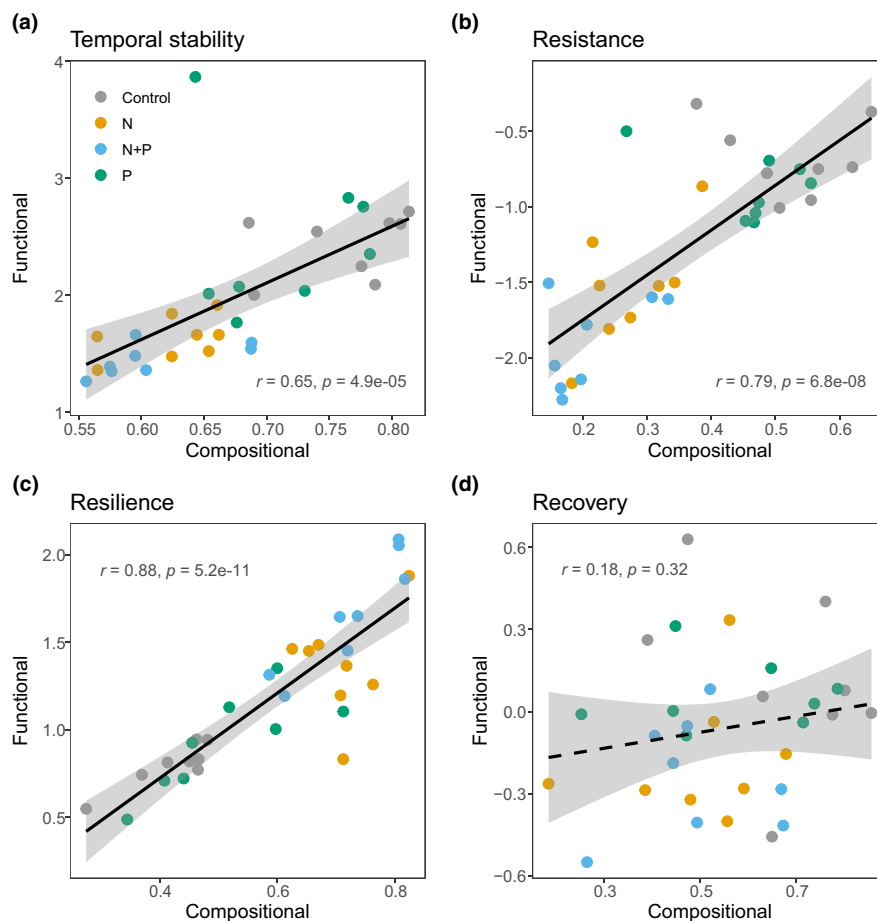 (a)
Temporal stability
4
3
2
1
Functional
Control
N
N+P
P
r = 0.65, p = 4.9e-05
0.55 0.60 0.65 0.70 0.75 0.80
Compositional
(b)
Resistance
−0.5
−1.0
−1.5
−2.0
Functional
r = 0.79, p = 6.8e-08
0.2 0.3 0.4 0.5 0.6
Compositional
(c)
Resilience
2.0
1.5
1.0
0.5
Functional
r = 0.88, p = 5.2e-11
0.4 0.6 0.8
Compositional
(d)
Recovery
0.6
0.3
0.0
−0.3
−0.6
Functional
r = 0.18, p = 0.32
0.3 0.5 0.7
Compositional